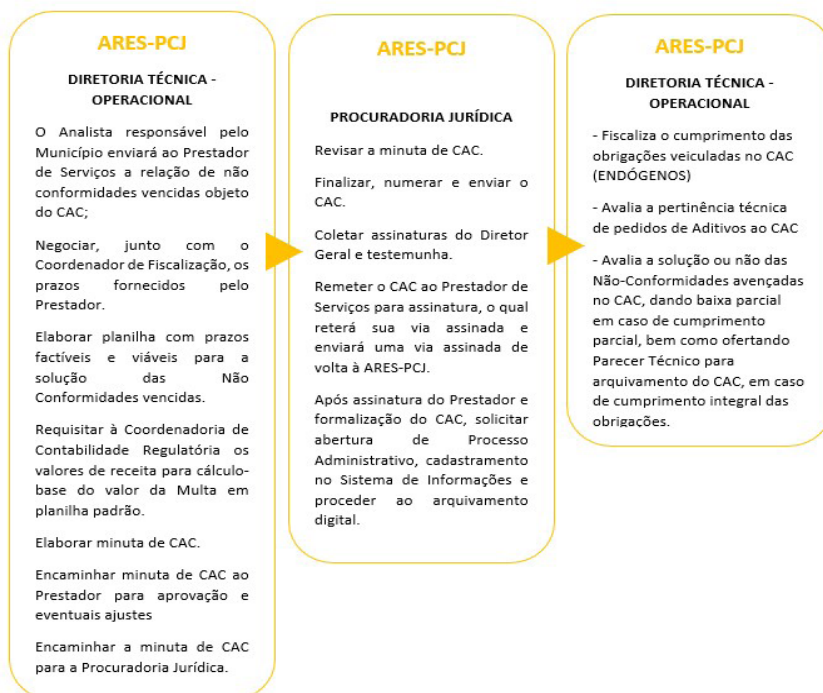 ARES-PCJ
DIRETORIA TÉCNICA -
OPERACIONAL
O Analista responsável pelo
Município enviará ao Prestador
de Serviços a relação de não
conformidades vencidas objeto
do CAC;
Negociar, junto com o
Coordenador de Fiscalização, os
prazos fornecidos pelo
Prestador.
Elaborar planilha com prazos
factíveis e viáveis para a
solução das Não
Conformidades vencidas.
Requisitar à Coordenadoria de
Contabilidade Regulatória os
valores de receita para cálculo-
base do valor da Multa em
planilha padrão.
Elaborar minuta de CAC.
Encaminhar minuta de CAC ao
Prestador para aprovação e
eventuais ajustes
Encaminhar a minuta de CAC
para a Procuradoria Jurídica.
ARES-PCJ
PROCURADORIA JURÍDICA
Revisar a minuta de CAC.
Finalizar, numerar e enviar o
CAC.
Coletar assinaturas do Diretor
Geral e testemunha.
Remeter o CAC ao Prestador de
Serviços para assinatura, o qual
reterá sua via assinada e
enviará uma via assinada de
volta à ARES-PCJ.
Após assinatura do Prestador e
formalização do CAC, solicitar
abertura de Processo
Administrativo, cadastramento
no Sistema de Informações e
proceder ao arquivamento
digital.
ARES-PCJ
DIRETORIA TÉCNICA -
OPERACIONAL
- Fiscaliza o cumprimento das
obrigações veiculadas no CAC
(ENDÓGENOS)
- Avalia a pertinência técnica
de pedidos de Aditivos ao CAC
- Avalia a solução ou não das
Não-Conformidades avençadas
no CAC, dando baixa parcial
em caso de cumprimento
parcial, bem como ofertando
Parecer Técnico para
arquivamento do CAC, em caso
de cumprimento integral das
obrigações.